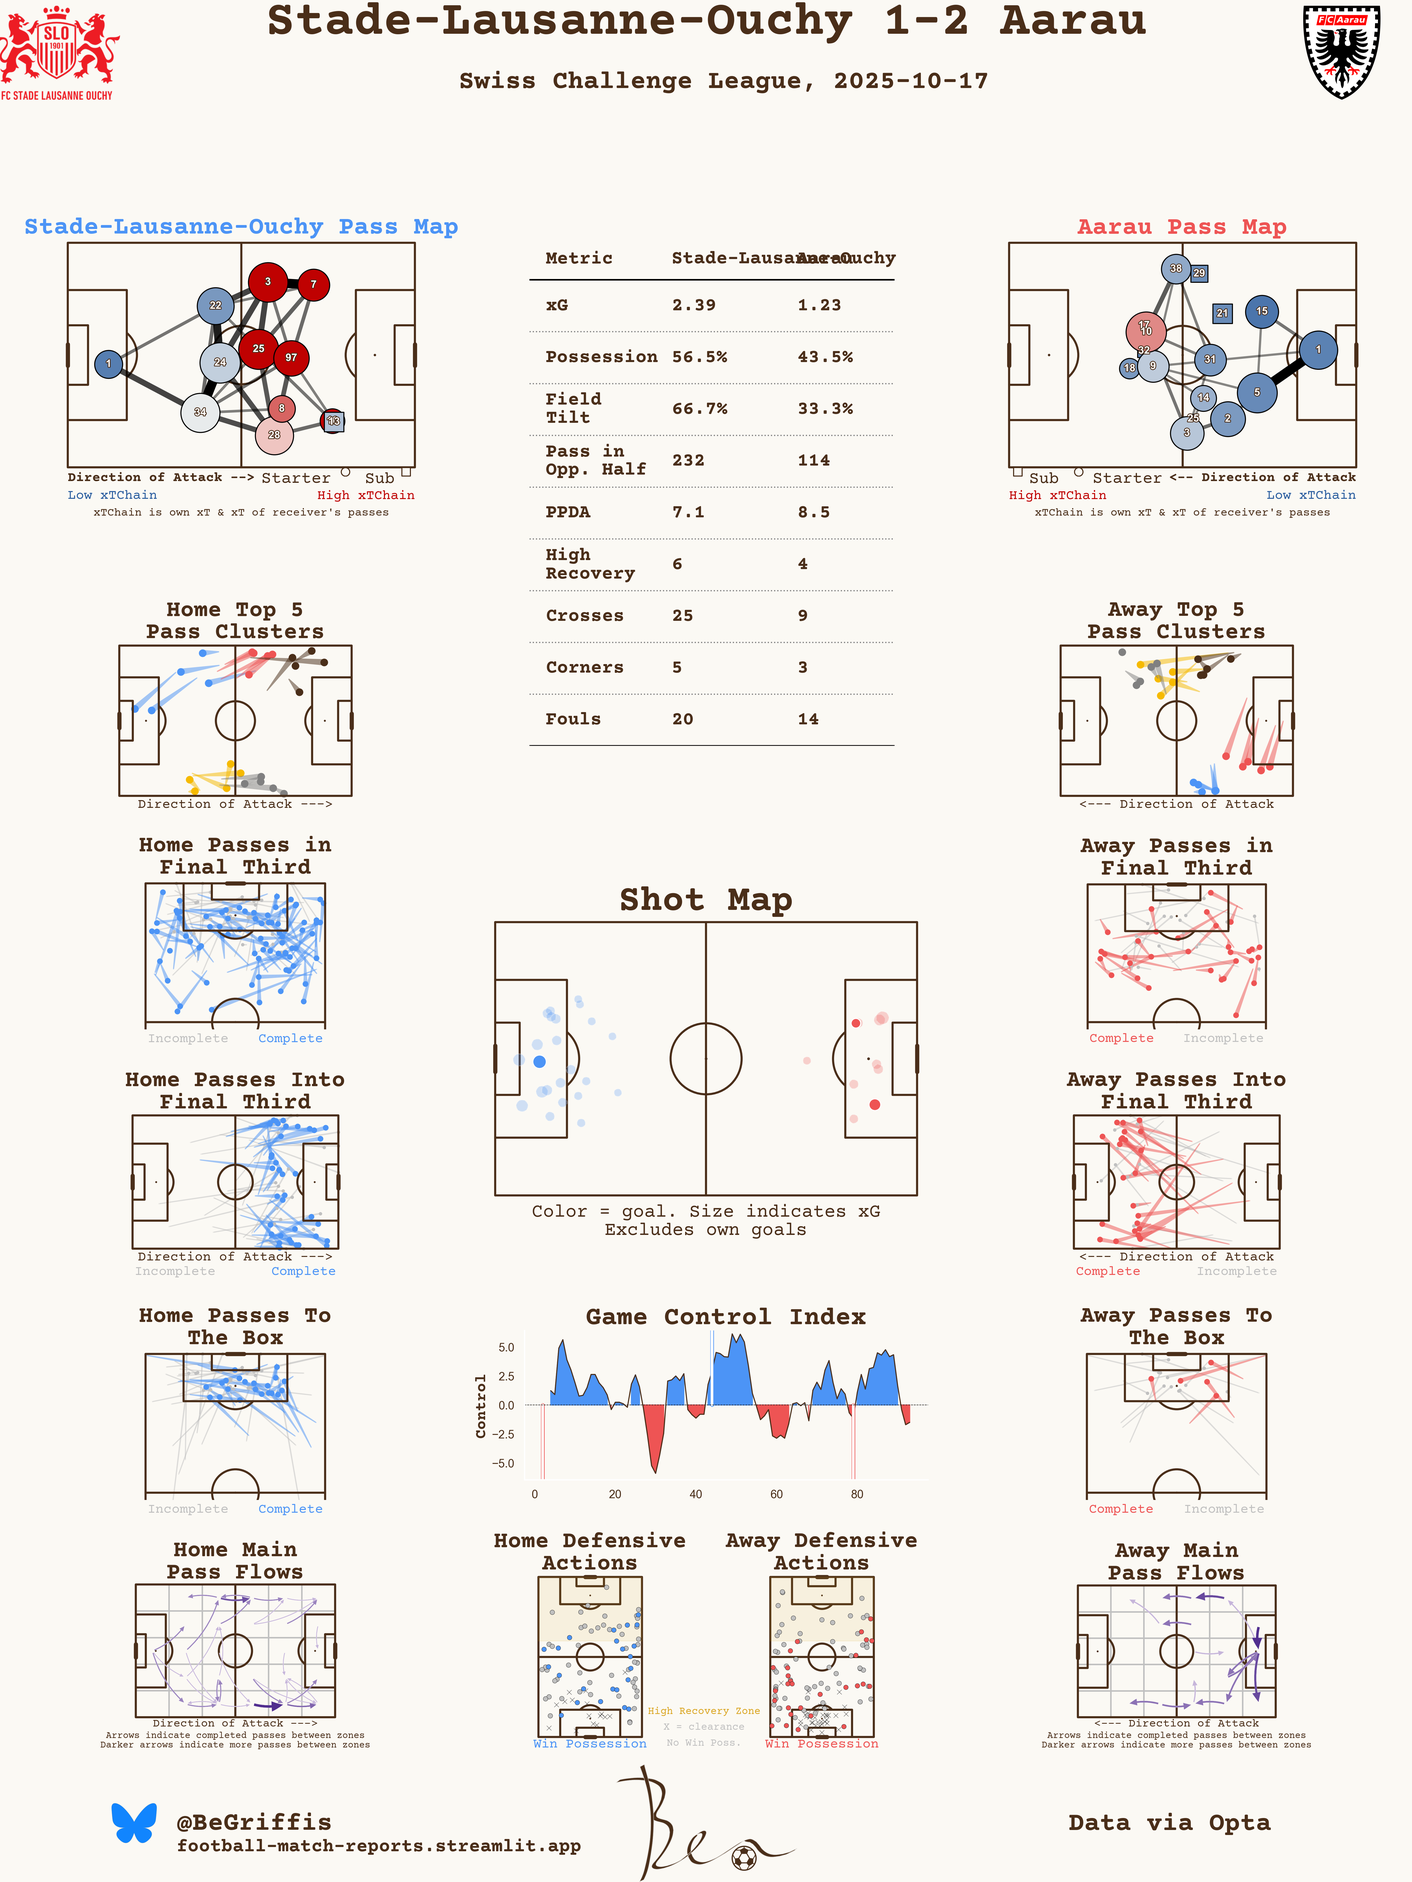 Stade-Lausanne-Ouchy 1-2 Aarau
Swiss Challenge League, 2025-10-17
SLO
1901
FC STADE LAUSANNE OUCHY
FC Aarau
Stade-Lausanne-Ouchy Pass Map
1
22
3
7
24
25
97
34
8
28
13
Direction of Attack --> Starter Sub
Low xTChain High xTChain
xTChain is own xT & xT of receiver's passes
Metric Stade-Lausanne-Ouchy Aarau
xG 2.39 1.23
Possession 56.5% 43.5%
Field
Tilt 66.7% 33.3%
Pass in
Opp. Half 232 114
PPDA 7.1 8.5
High
Recovery 6 4
Crosses 25 9
Corners 5 3
Fouls 20 14
Aarau Pass Map
38
29
21
15
17
10
32
18
9
31
1
14
5
25
2
3
Sub Starter <-- Direction of Attack
High xTChain Low xTChain
xTChain is own xT & xT of receiver's passes
Home Top 5
Pass Clusters
Direction of Attack --->
Away Top 5
Pass Clusters
<--- Direction of Attack
Home Passes in
Final Third
Incomplete Complete
Away Passes in
Final Third
Complete Incomplete
Shot Map
Color = goal. Size indicates xG
Excludes own goals
Home Passes Into
Final Third
Direction of Attack --->
Incomplete Complete
Away Passes Into
Final Third
<--- Direction of Attack
Complete Incomplete
Home Passes To
The Box
Incomplete Complete
Game Control Index
Control
5.0
2.5
0.0
−2.5
−5.0
0 20 40 60 80
Away Passes To
The Box
Complete Incomplete
Home Main
Pass Flows
Direction of Attack --->
Arrows indicate completed passes between zones
Darker arrows indicate more passes between zones
Home Defensive
Actions
Win Possession
Away Defensive
Actions
Win Possession
High Recovery Zone
X = clearance
No Win Poss.
Away Main
Pass Flows
<--- Direction of Attack
Arrows indicate completed passes between zones
Darker arrows indicate more passes between zones
@BeGriffis
football-match-reports.streamlit.app
Ben
Data via Opta